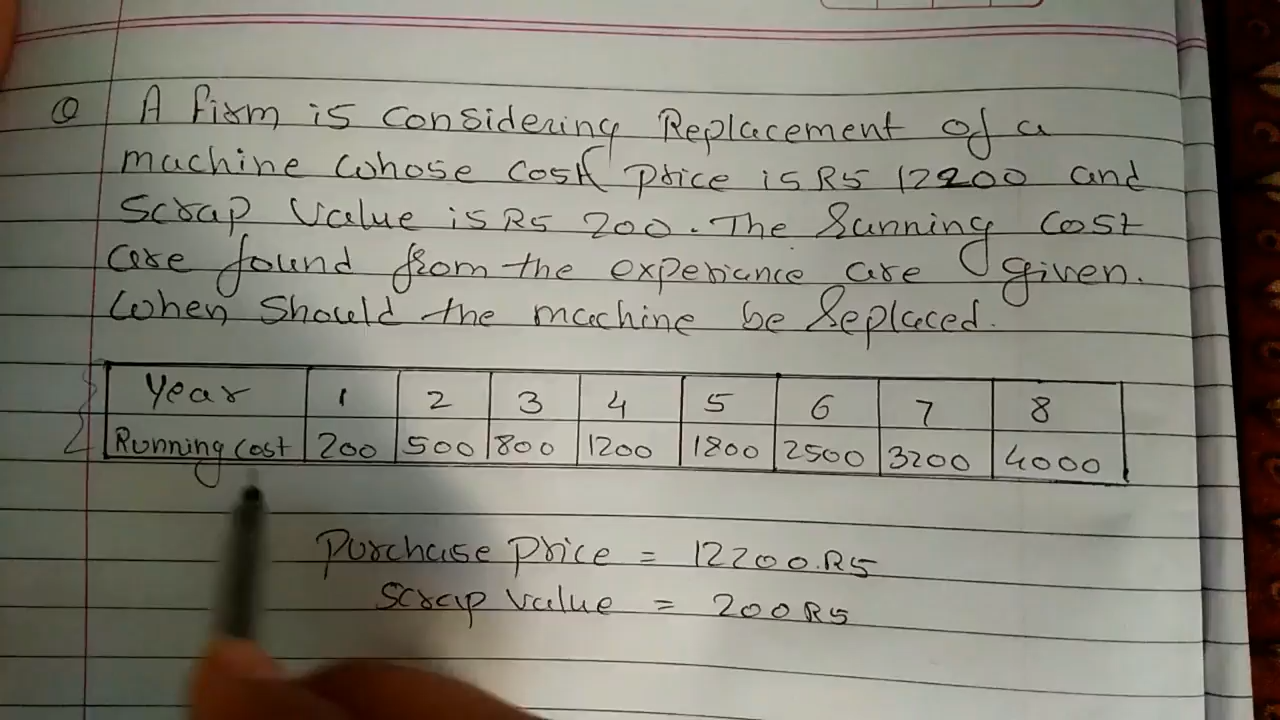 Q A firm is considering Replacement of a
machine whose cost price is RS 12200 and
Scrap value is RS 200. The Running cost
are found from the experiance are given.
When should the machine be Replaced.
Year 1 2 3 4 5 6 7 8
Running cost 200 500 800 1200 1800 2500 3200 4000
Purchase price = 12200.RS
Scrap value = 200 RS